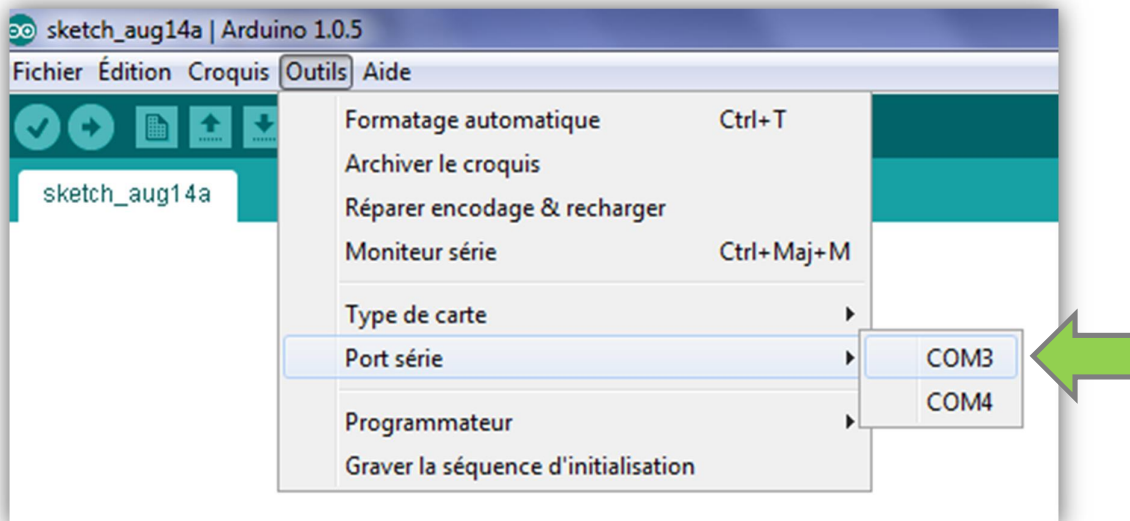 sketch_aug14a | Arduino 1.0.5
Fichier Édition Croquis Outils Aide
sketch_aug14a
Formatage automatique Ctrl+T
Archiver le croquis
Réparer encodage & recharger
Moniteur série Ctrl+Maj+M
Type de carte
Port série
COM3
COM4
Programmateur
Graver la séquence d'initialisation